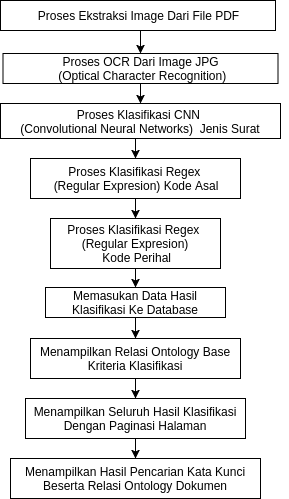 Proses Ekstraksi Image Dari File PDF
Proses OCR Dari Image JPG
(Optical Character Recognition)
Proses Klasifikasi CNN
(Convolutional Neural Networks) Jenis Surat
Proses Klasifikasi Regex
(Regular Expresion) Kode Asal
Proses Klasifikasi Regex
(Regular Expresion)
Kode Perihal
Memasukan Data Hasil
Klasifikasi Ke Database
Menampilkan Relasi Ontology Base
Kriteria Klasifikasi
Menampilkan Seluruh Hasil Klasifikasi
Dengan Paginasi Halaman
Menampilkan Hasil Pencarian Kata Kunci
Beserta Relasi Ontology Dokumen